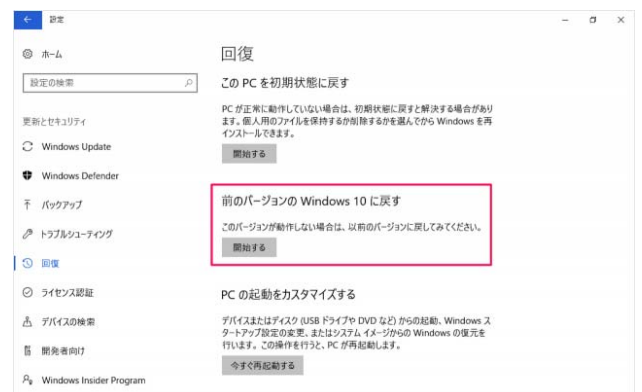 設定
ホーム
設定の検索
更新とセキュリティ
Windows Update
Windows Defender
バックアップ
トラブルシューティング
回復
ライセンス認証
デバイスの検索
開発者向け
Windows Insider Program
回復
この PC を初期状態に戻す
PC が正常に動作していない場合は、初期状態に戻すと解決する場合があり
ます。個人用のファイルを保持するか削除するかを選んでから Windows を再
インストールできます。
開始する
前のバージョンの Windows 10 に戻す
このバージョンが動作しない場合は、以前のバージョンに戻してみてください。
開始する
PC の起動をカスタマイズする
デバイスまたはディスク (USB ドライブや DVD など) からの起動、Windows ス
タートアップ設定の変更、またはシステム イメージからの Windows の復元を
行います。この操作を行うと、PC が再起動します。
今すぐ再起動する